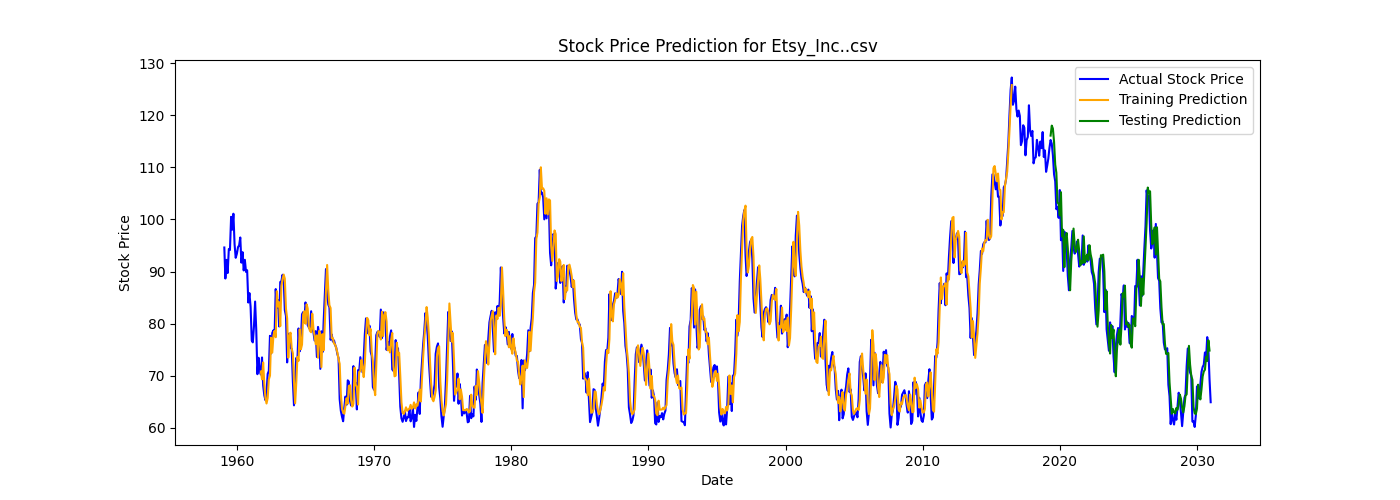 Stock Price Prediction for Etsy_Inc..csv
Actual Stock Price
Training Prediction
Testing Prediction
Stock Price
130
120
110
100
90
80
70
60
1960 1970 1980 1990 2000 2010 2020 2030
Date